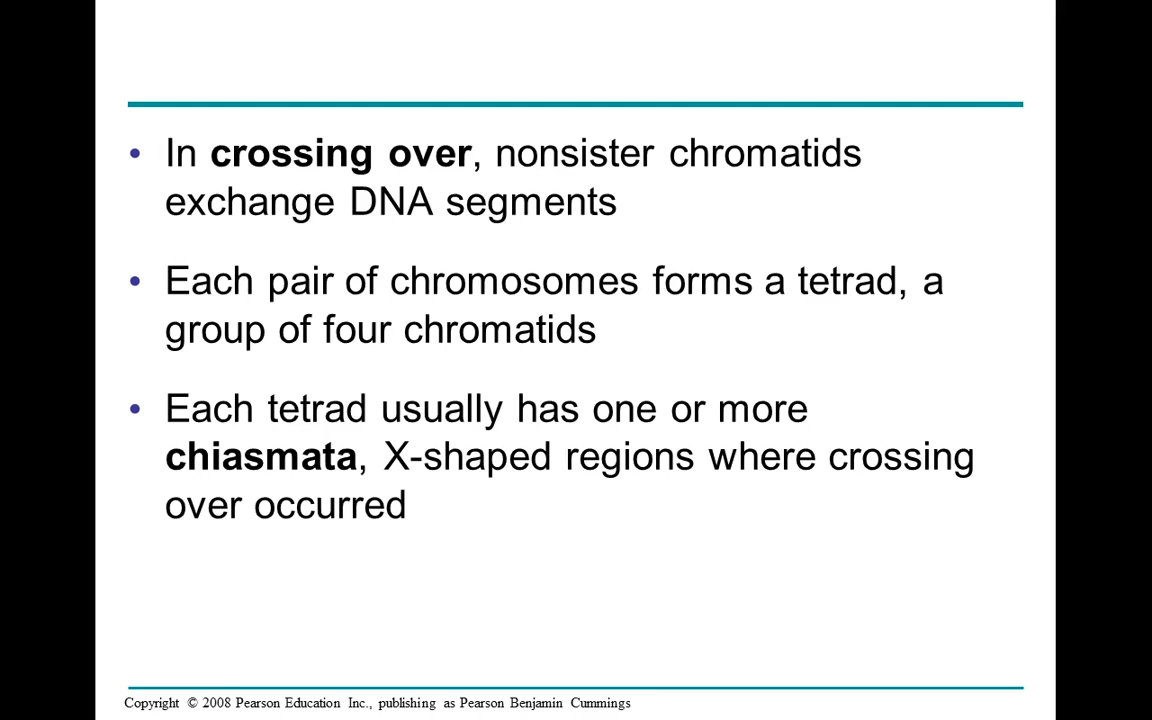 • In crossing over, nonsister chromatids
exchange DNA segments
• Each pair of chromosomes forms a tetrad, a
group of four chromatids
• Each tetrad usually has one or more
chiasmata, X-shaped regions where crossing
over occurred
Copyright © 2008 Pearson Education Inc., publishing as Pearson Benjamin Cummings